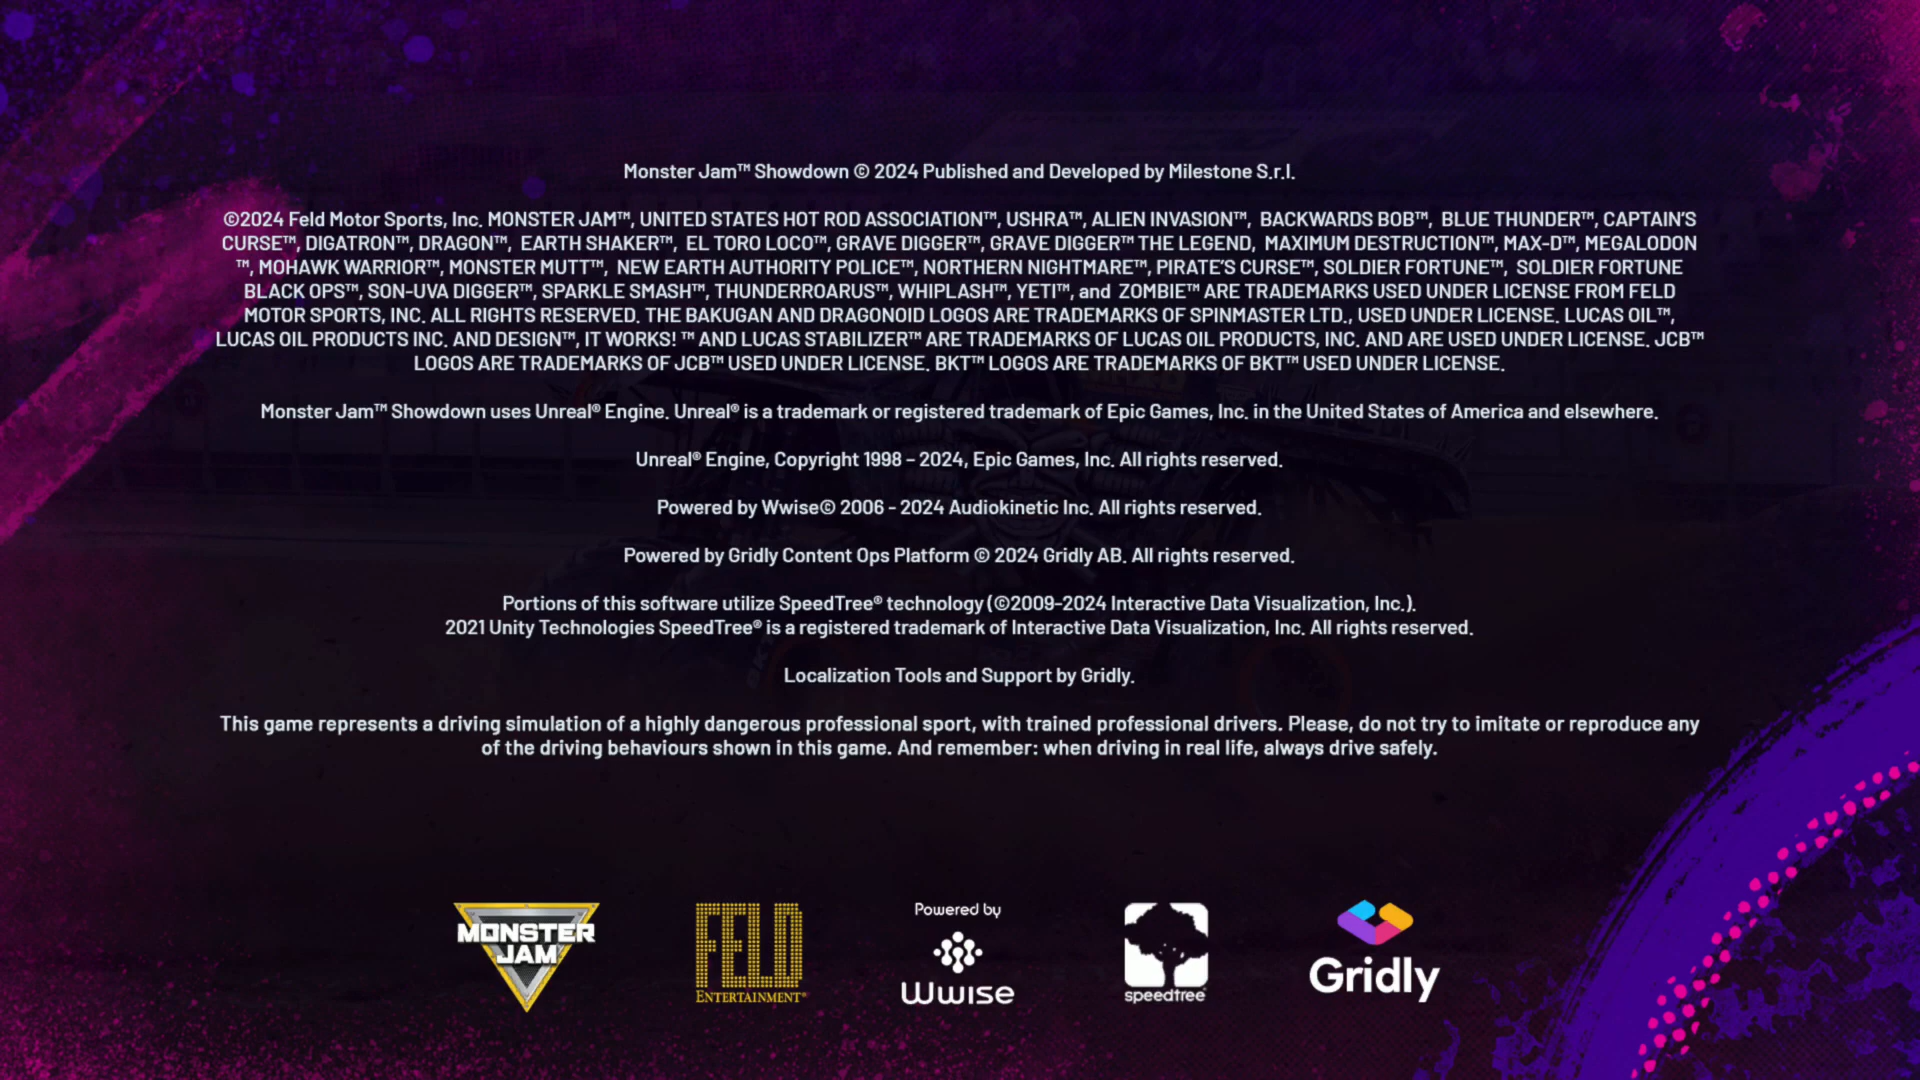 Monster Jam™ Showdown © 2024 Published and Developed by Milestone S.r.l.
©2024 Feld Motor Sports, Inc. MONSTER JAM™, UNITED STATES HOT ROD ASSOCIATION™, USHRA™, ALIEN INVASION™, BACKWARDS BOB™, BLUE THUNDER™, CAPTAIN'S
CURSE™, DIGATRON™, DRAGON™, EARTH SHAKER™, EL TORO LOCO™, GRAVE DIGGER™, GRAVE DIGGER™ THE LEGEND, MAXIMUM DESTRUCTION™, MAX-D™, MEGALODON
™, MOHAWK WARRIOR™, MONSTER MUTT™, NEW EARTH AUTHORITY POLICE™, NORTHERN NIGHTMARE™, PIRATE'S CURSE™, SOLDIER FORTUNE™, SOLDIER FORTUNE
BLACK OPS™, SON-UVA DIGGER™, SPARKLE SMASH™, THUNDERROARUS™, WHIPLASH™, YETI™, and ZOMBIE™ ARE TRADEMARKS USED UNDER LICENSE FROM FELD
MOTOR SPORTS, INC. ALL RIGHTS RESERVED. THE BAKUGAN AND DRAGONOID LOGOS ARE TRADEMARKS OF SPINMASTER LTD., USED UNDER LICENSE. LUCAS OIL™,
LUCAS OIL PRODUCTS INC. AND DESIGN™, IT WORKS! ™ AND LUCAS STABILIZER™ ARE TRADEMARKS OF LUCAS OIL PRODUCTS, INC. AND ARE USED UNDER LICENSE. JCB™
LOGOS ARE TRADEMARKS OF JCB™ USED UNDER LICENSE. BKT™ LOGOS ARE TRADEMARKS OF BKT™ USED UNDER LICENSE.
Monster Jam™ Showdown uses Unreal® Engine. Unreal® is a trademark or registered trademark of Epic Games, Inc. in the United States of America and elsewhere.
Unreal® Engine, Copyright 1998 – 2024, Epic Games, Inc. All rights reserved.
Powered by Wwise© 2006 - 2024 Audiokinetic Inc. All rights reserved.
Powered by Gridly Content Ops Platform © 2024 Gridly AB. All rights reserved.
Portions of this software utilize SpeedTree® technology (©2009-2024 Interactive Data Visualization, Inc.).
2021 Unity Technologies SpeedTree® is a registered trademark of Interactive Data Visualization, Inc. All rights reserved.
Localization Tools and Support by Gridly.
This game represents a driving simulation of a highly dangerous professional sport, with trained professional drivers. Please, do not try to imitate or reproduce any
of the driving behaviours shown in this game. And remember: when driving in real life, always drive safely.
MONSTER
JAM
FELD
ENTERTAINMENT®
Powered by
Wwise
speedtree
Gridly